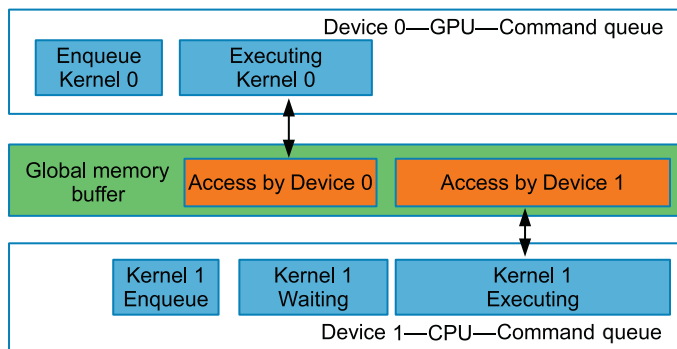 Device 0—GPU—Command queue
Enqueue
Kernel 0
Executing
Kernel 0
Global memory
buffer
Access by Device 0
Access by Device 1
Kernel 1
Enqueue
Kernel 1
Waiting
Kernel 1
Executing
Device 1—CPU—Command queue